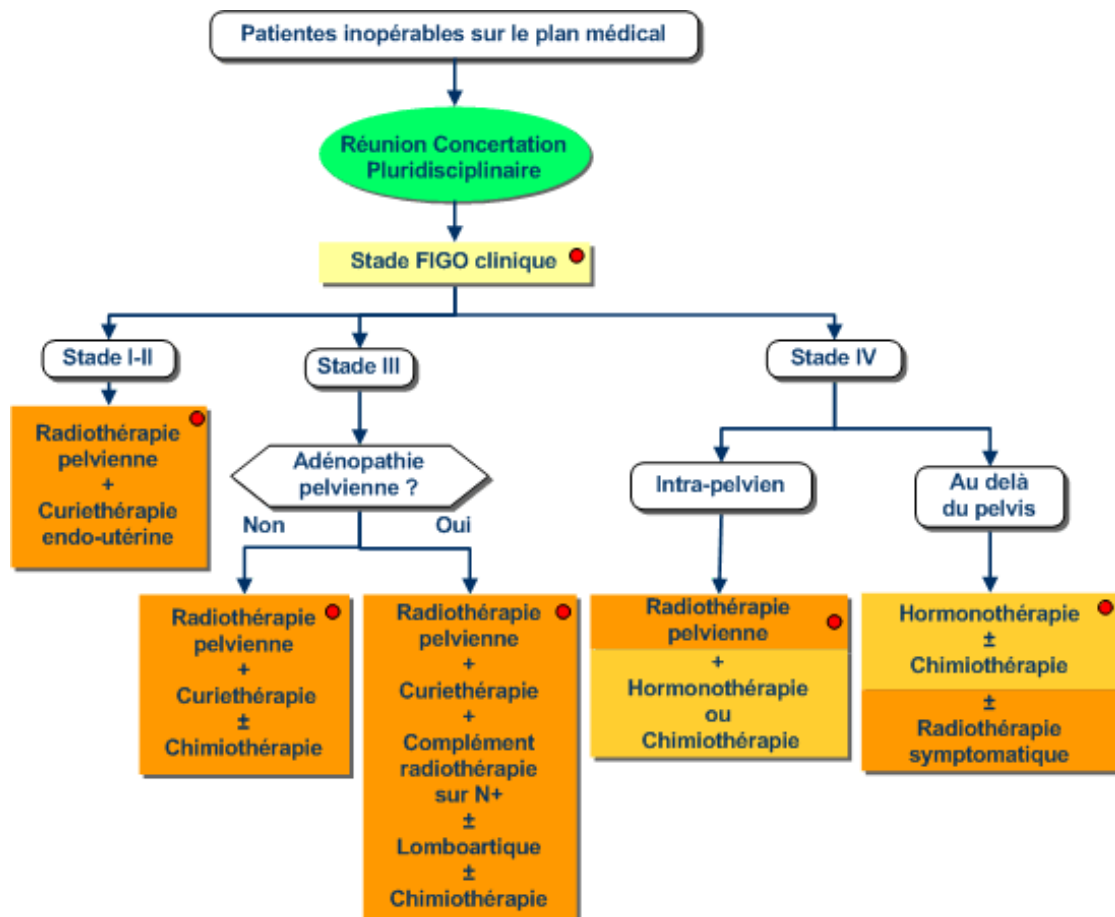 Patientes inopérables sur le plan médical
Réunion Concertation
Pluridisciplinaire
Stade FIGO clinique
Stade I-II
Radiothérapie
pelvienne
+
Curiethérapie
endo-utérine
Stade III
Adénopathie
pelvienne ?
Non
Oui
Radiothérapie
pelvienne
+
Curiethérapie
±
Chimiothérapie
Radiothérapie
pelvienne
+
Curiethérapie
+
Complément
radiothérapie
sur N+
±
Lomboartique
±
Chimiothérapie
Stade IV
Intra-pelvien
Radiothérapie
pelvienne
+
Hormonothérapie
ou
Chimiothérapie
Au delà
du pelvis
Hormonothérapie
±
Chimiothérapie
±
Radiothérapie
symptomatique